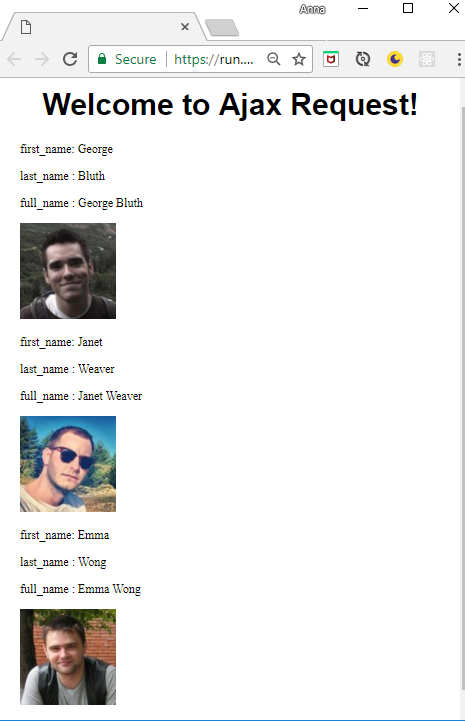 Anna
Secure
https://run....
Welcome to Ajax Request!
first_name: George
last_name : Bluth
full_name : George Bluth
first_name: Janet
last_name : Weaver
full_name : Janet Weaver
first_name: Emma
last_name : Wong
full_name : Emma Wong